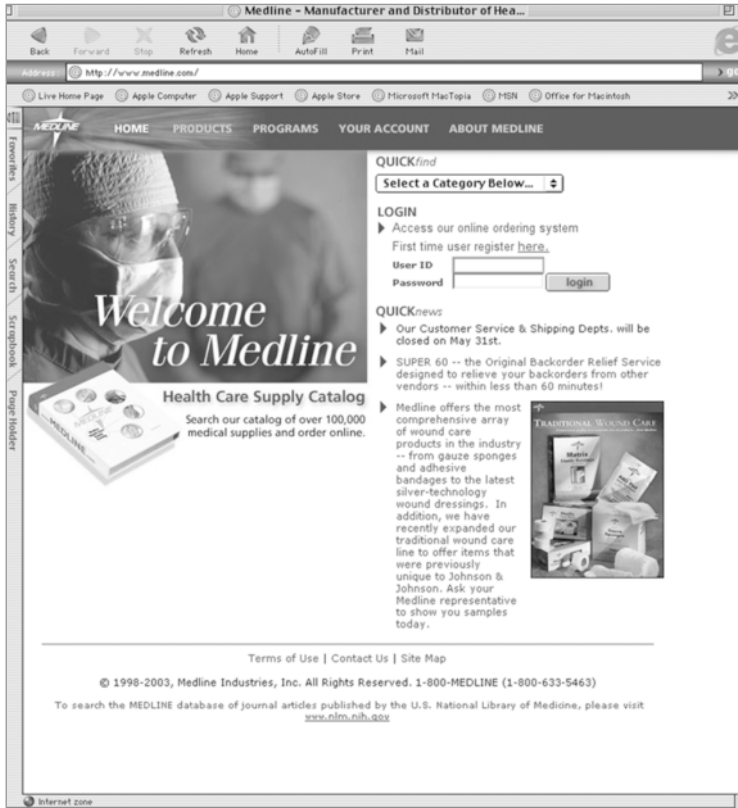 Medline – Manufacturer and Distributor of Hea...
Back Forward Stop Refresh Home AutoFill Print Mail
Address: http://www.medline.com/ go
Live Home Page Apple Computer Apple Support Apple Store Microsoft MacTopia MSN Office for Macintosh
Favorites
History
Search
Scrapbook
Page Holder
MEDLINE HOME PRODUCTS PROGRAMS YOUR ACCOUNT ABOUT MEDLINE
Welcome
to Medline
Health Care Supply Catalog
Search our catalog of over 100,000
medical supplies and order online.
MEDLINE
QUICKfind
Select a Category Below...
LOGIN
Access our online ordering system
First time user register here.
User ID
Password login
QUICKnews
Our Customer Service & Shipping Depts. will be
closed on May 31st.
SUPER 60 -- the Original Backorder Relief Service
designed to relieve your backorders from other
vendors -- within less than 60 minutes!
Medline offers the most
comprehensive array
of wound care
products in the industry
-- from gauze sponges
and adhesive
bandages to the latest
silver-technology
wound dressings. In
addition, we have
recently expanded our
traditional wound care
line to offer items that
were previously
unique to Johnson &
Johnson. Ask your
Medline representative
to show you samples
today.
TRADITIONAL WOUND CARE
Matrix
Terms of Use | Contact Us | Site Map
© 1998-2003, Medline Industries, Inc. All Rights Reserved. 1-800-MEDLINE (1-800-633-5463)
To search the MEDLINE database of journal articles published by the U.S. National Library of Medicine, please visit
www.nlm.nih.gov
Internet zone